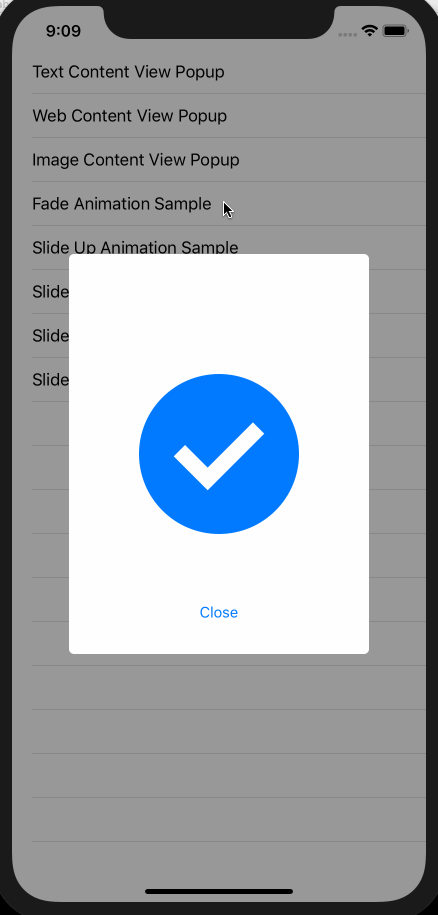 9:09
Text Content View Popup
Web Content View Popup
Image Content View Popup
Fade Animation Sample
Slide Up Animation Sample
Slide
Slide
Slide
Close